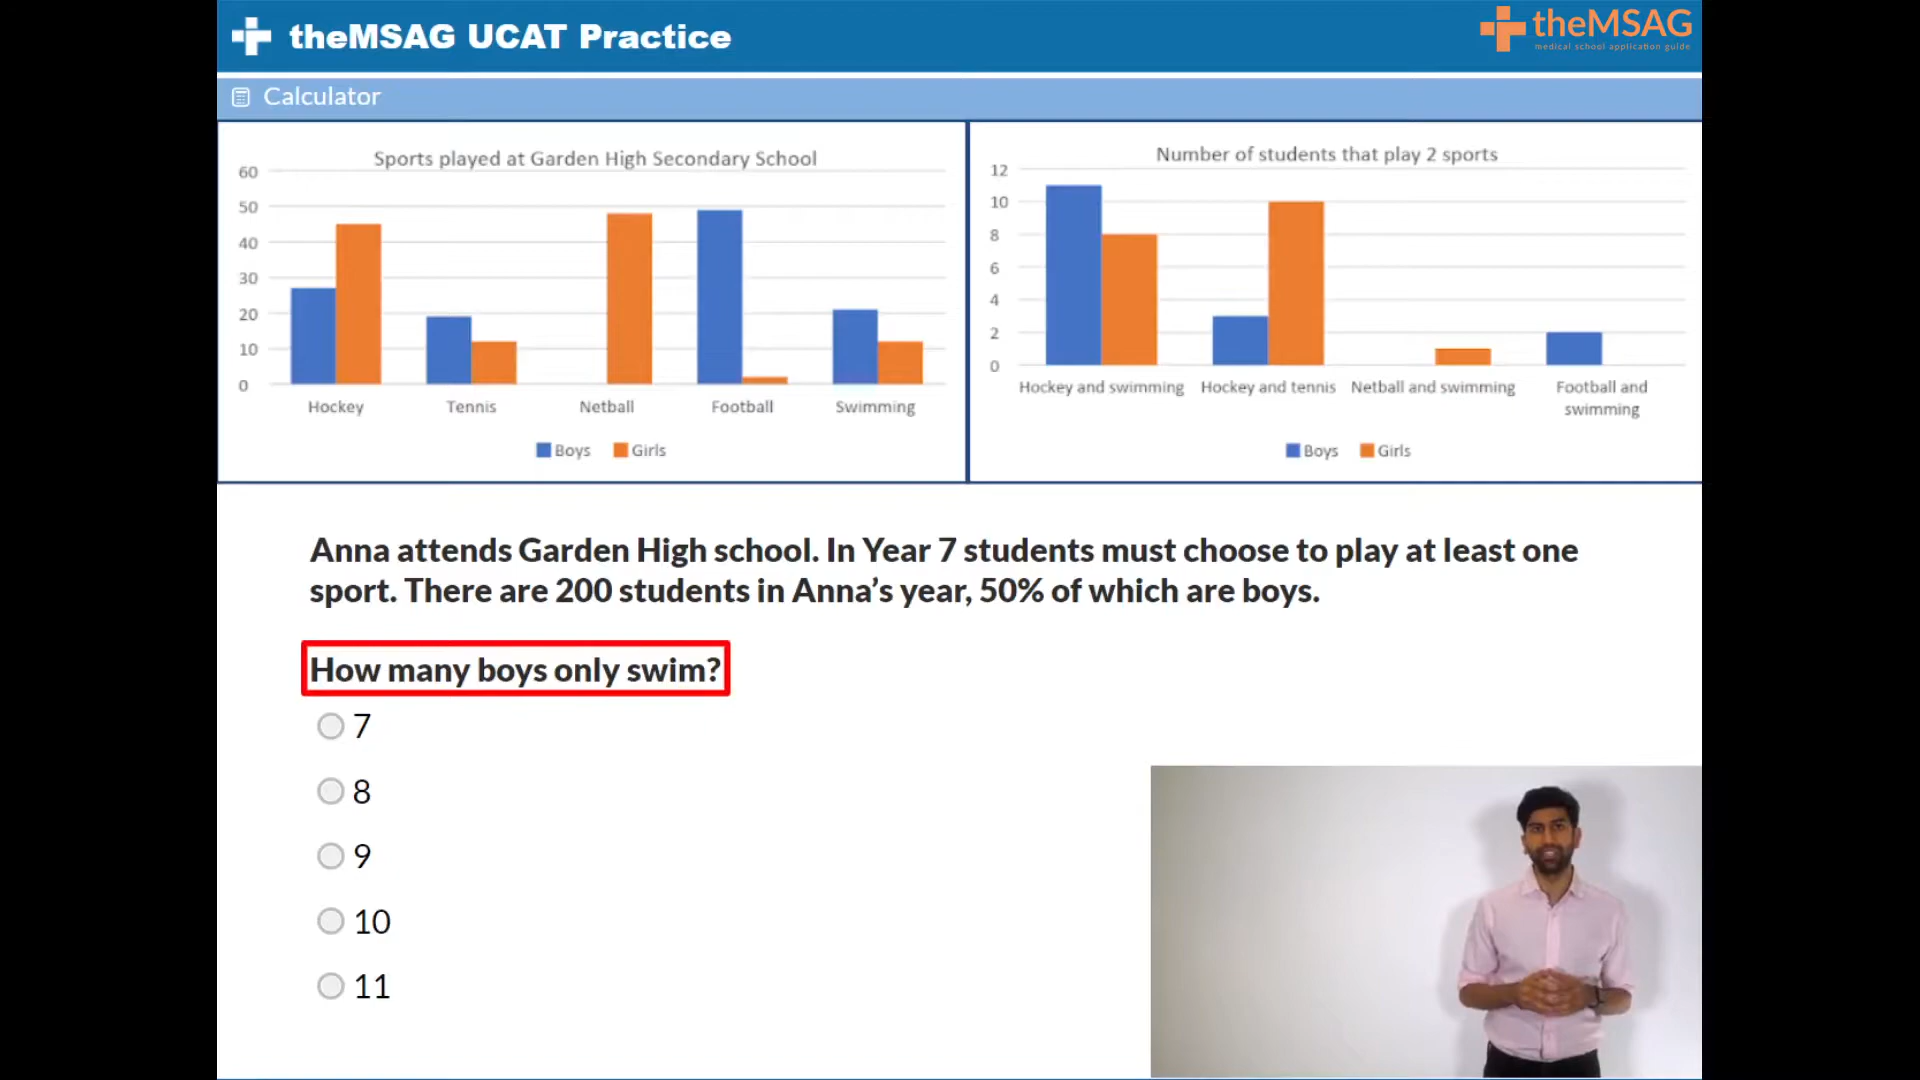 theMSAG UCAT Practice
theMSAG
medical school application guide
Calculator
Sports played at Garden High Secondary School
60
50
40
30
20
10
0
Hockey Tennis Netball Football Swimming
Boys Girls
Number of students that play 2 sports
12
10
8
6
4
2
0
Hockey and swimming Hockey and tennis Netball and swimming Football and
swimming
Boys Girls
Anna attends Garden High school. In Year 7 students must choose to play at least one
sport. There are 200 students in Anna’s year, 50% of which are boys.
How many boys only swim?
7
8
9
10
11